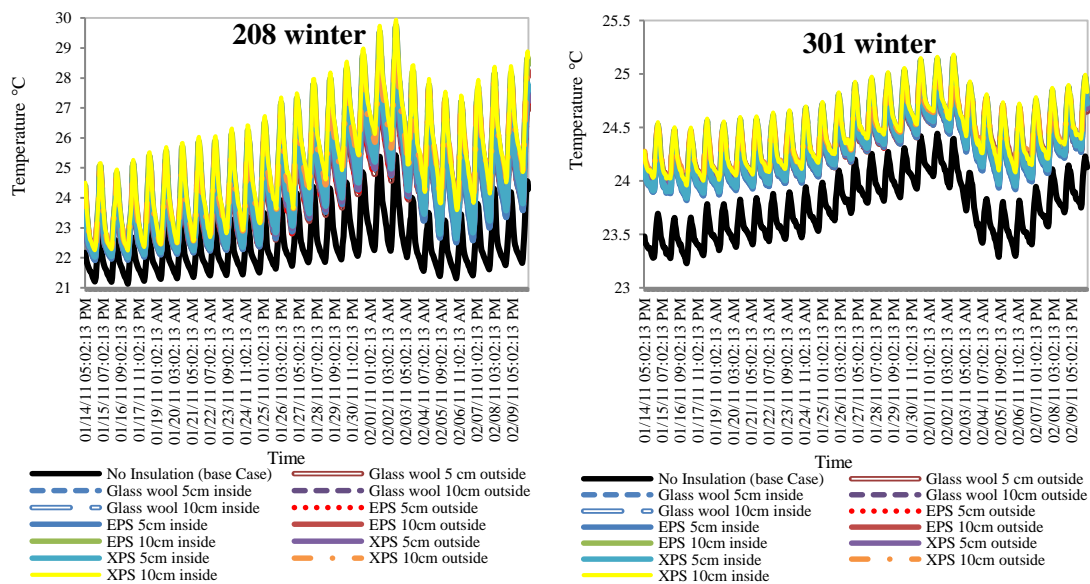 208 winter
Temperature °C
30
29
28
27
26
25
24
23
22
21
01/14/11 05:02:13 PM
01/15/11 07:02:13 PM
01/16/11 09:02:13 PM
01/17/11 11:02:13 PM
01/19/11 01:02:13 AM
01/20/11 03:02:13 AM
01/21/11 05:02:13 AM
01/22/11 07:02:13 AM
01/23/11 09:02:13 AM
01/24/11 11:02:13 AM
01/25/11 01:02:13 PM
01/26/11 03:02:13 PM
01/27/11 05:02:13 PM
01/28/11 07:02:13 PM
01/29/11 09:02:13 PM
01/30/11 11:02:13 PM
02/01/11 01:02:13 AM
02/02/11 03:02:13 AM
02/03/11 05:02:13 AM
02/04/11 07:02:13 AM
02/05/11 09:02:13 AM
02/06/11 11:02:13 AM
02/07/11 01:02:13 PM
02/08/11 03:02:13 PM
02/09/11 05:02:13 PM
Time
No Insulation (base Case)
Glass wool 5 cm outside
Glass wool 5cm inside
Glass wool 10cm outside
Glass wool 10cm inside
EPS 5cm outside
EPS 5cm inside
EPS 10cm outside
EPS 10cm inside
XPS 5cm outside
XPS 5cm inside
XPS 10cm outside
XPS 10cm inside
301 winter
Temperature °C
25.5
25
24.5
24
23.5
23
01/14/11 05:02:13 PM
01/15/11 07:02:13 PM
01/16/11 09:02:13 PM
01/17/11 11:02:13 PM
01/19/11 01:02:13 AM
01/20/11 03:02:13 AM
01/21/11 05:02:13 AM
01/22/11 07:02:13 AM
01/23/11 09:02:13 AM
01/24/11 11:02:13 AM
01/25/11 01:02:13 PM
01/26/11 03:02:13 PM
01/27/11 05:02:13 PM
01/28/11 07:02:13 PM
01/29/11 09:02:13 PM
01/30/11 11:02:13 PM
02/01/11 01:02:13 AM
02/02/11 03:02:13 AM
02/03/11 05:02:13 AM
02/04/11 07:02:13 AM
02/05/11 09:02:13 AM
02/06/11 11:02:13 AM
02/07/11 01:02:13 PM
02/08/11 03:02:13 PM
02/09/11 05:02:13 PM
Time
No Insulation (base Case)
Glass wool 5 cm outside
Glass wool 5cm inside
Glass wool 10cm outside
Glass wool 10cm inside
EPS 5cm outside
EPS 5cm inside
EPS 10cm outside
EPS 10cm inside
XPS 5cm outside
XPS 5cm inside
XPS 10cm outside
XPS 10cm inside